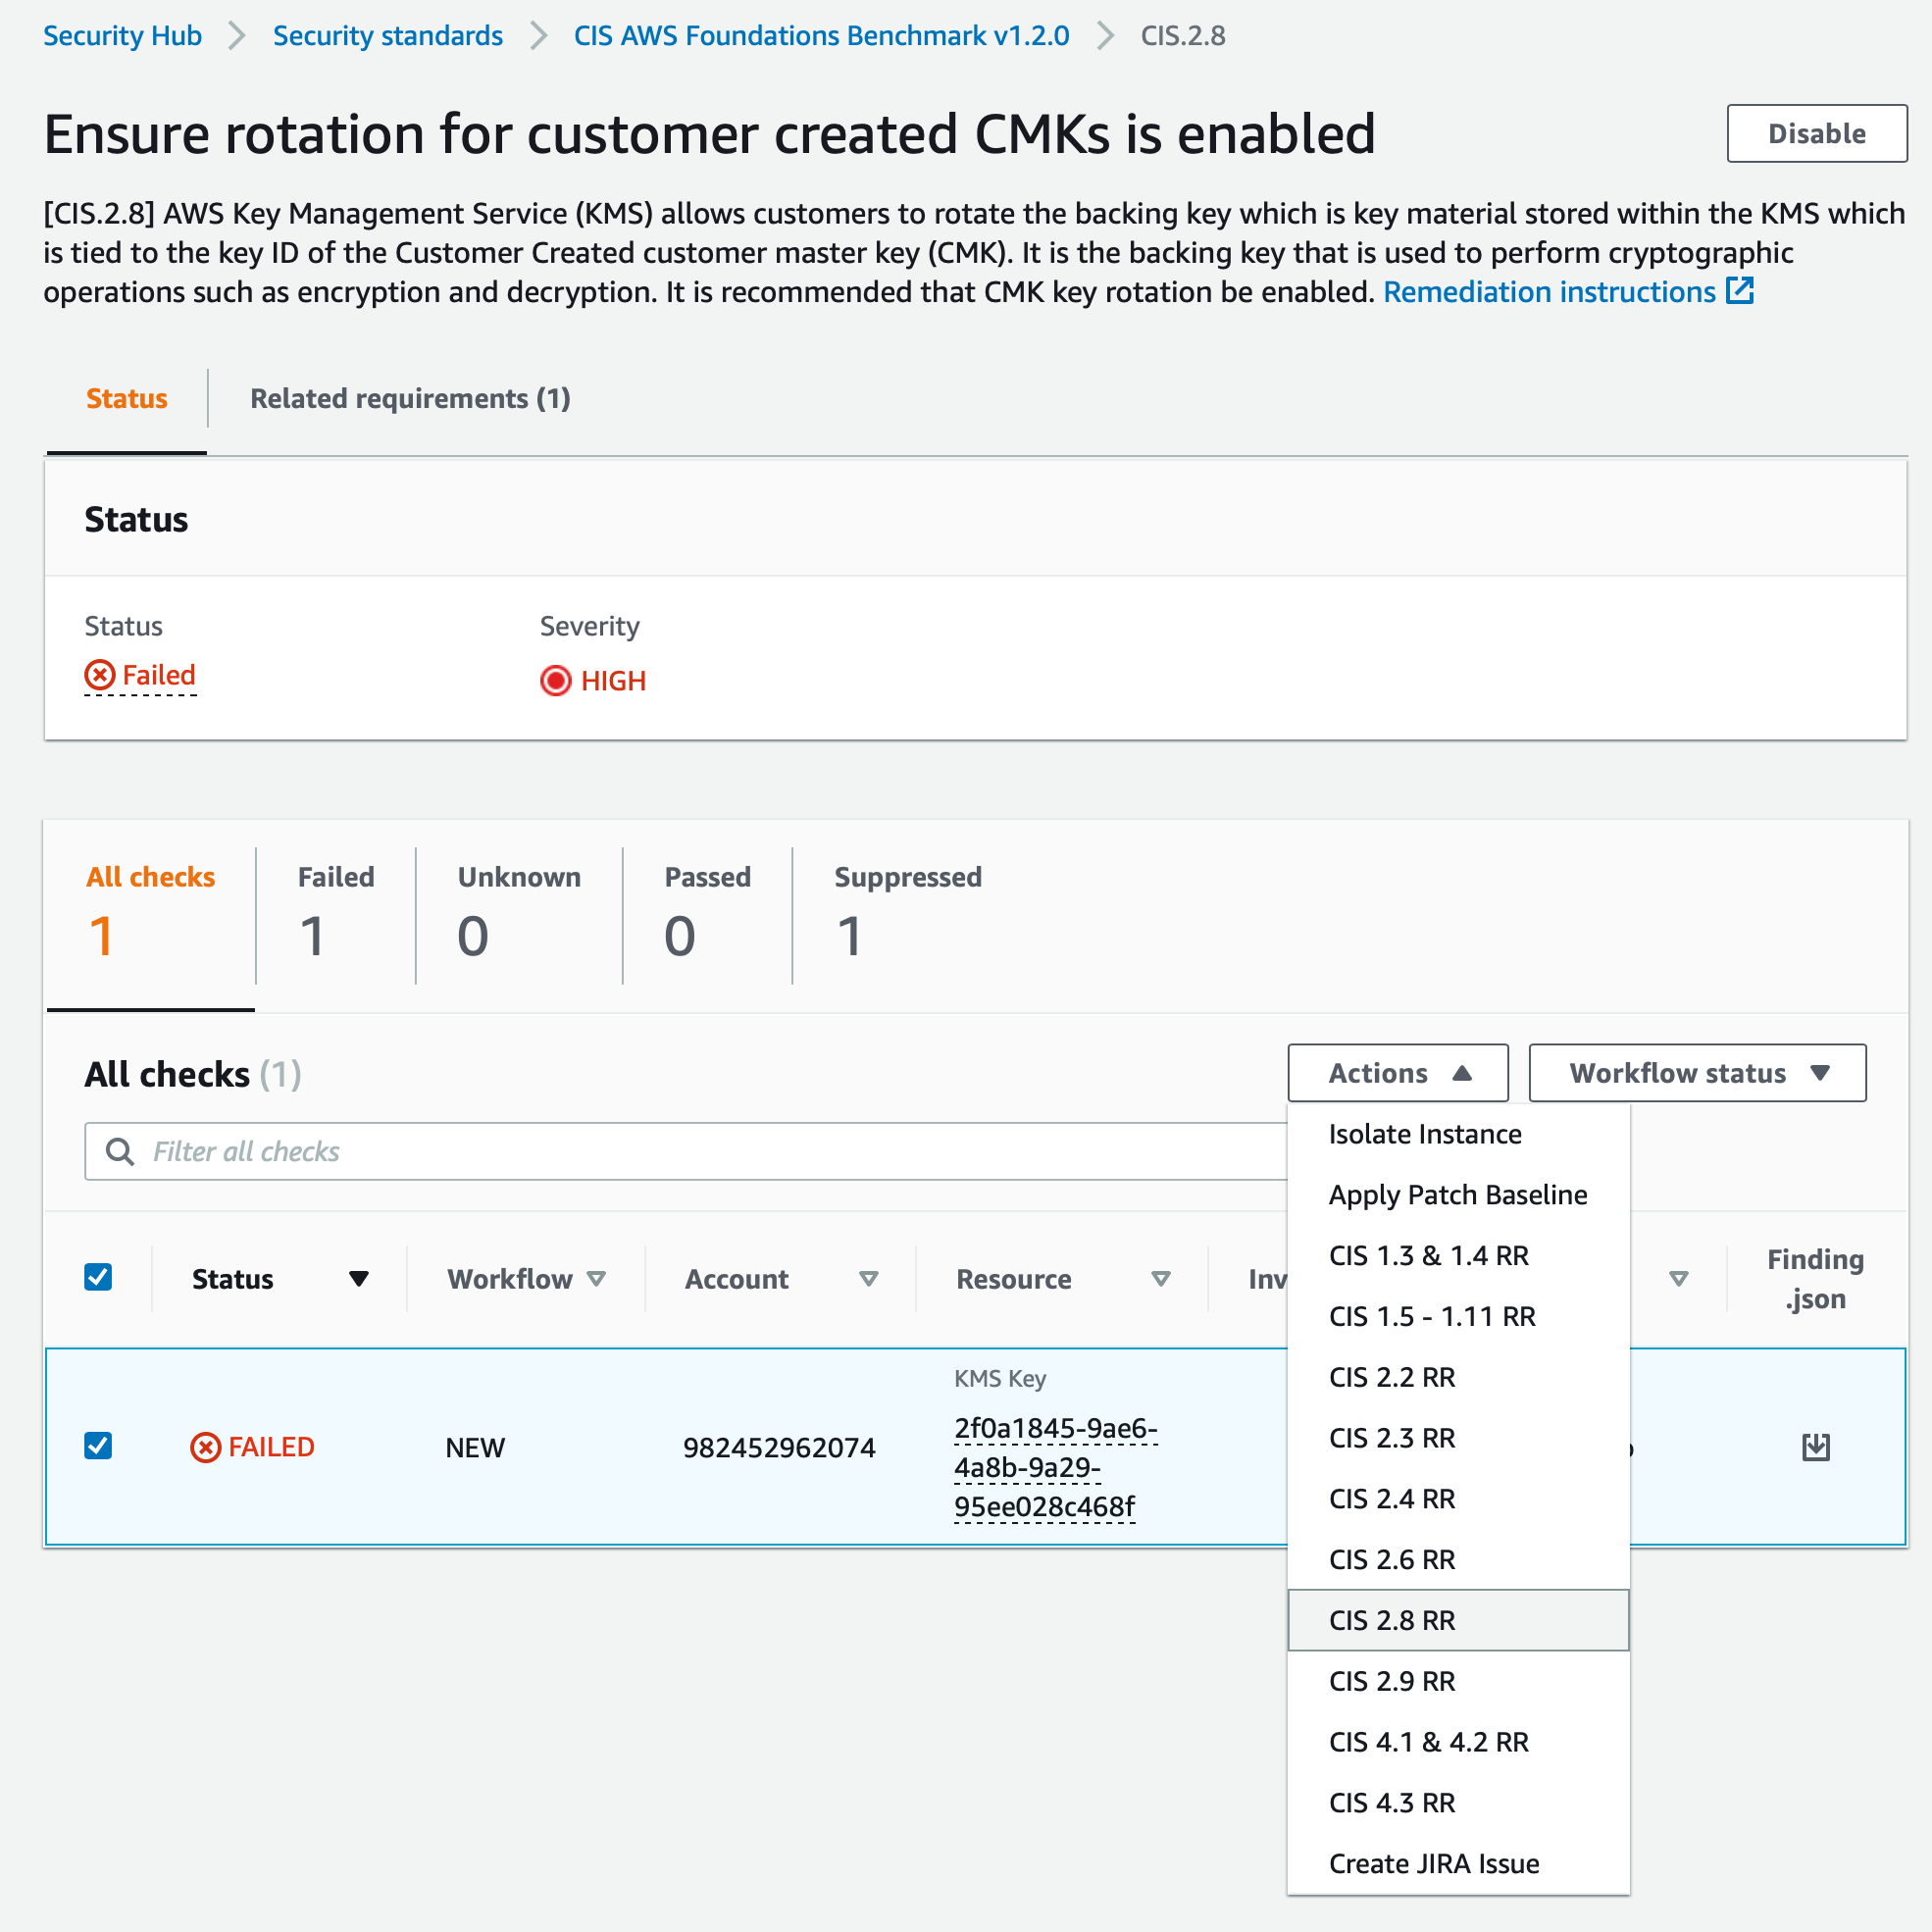 Security Hub > Security standards > CIS AWS Foundations Benchmark v1.2.0 > CIS.2.8
Ensure rotation for customer created CMKs is enabled
Disable
[CIS.2.8] AWS Key Management Service (KMS) allows customers to rotate the backing key which is key material stored within the KMS which
is tied to the key ID of the Customer Created customer master key (CMK). It is the backing key that is used to perform cryptographic
operations such as encryption and decryption. It is recommended that CMK key rotation be enabled. Remediation instructions
Status
Related requirements (1)
Status
Status
Severity
Failed
HIGH
All checks
Failed
Unknown
Passed
Suppressed
1
1
0
0
1
All checks (1)
Actions
Workflow status
Filter all checks
Status
Workflow
Account
Resource
Inv
Finding
.json
FAILED
NEW
982452962074
KMS Key
2f0a1845-9ae6-
4a8b-9a29-
95ee028c468f
Isolate Instance
Apply Patch Baseline
CIS 1.3 & 1.4 RR
CIS 1.5 - 1.11 RR
CIS 2.2 RR
CIS 2.3 RR
CIS 2.4 RR
CIS 2.6 RR
CIS 2.8 RR
CIS 2.9 RR
CIS 4.1 & 4.2 RR
CIS 4.3 RR
Create JIRA Issue